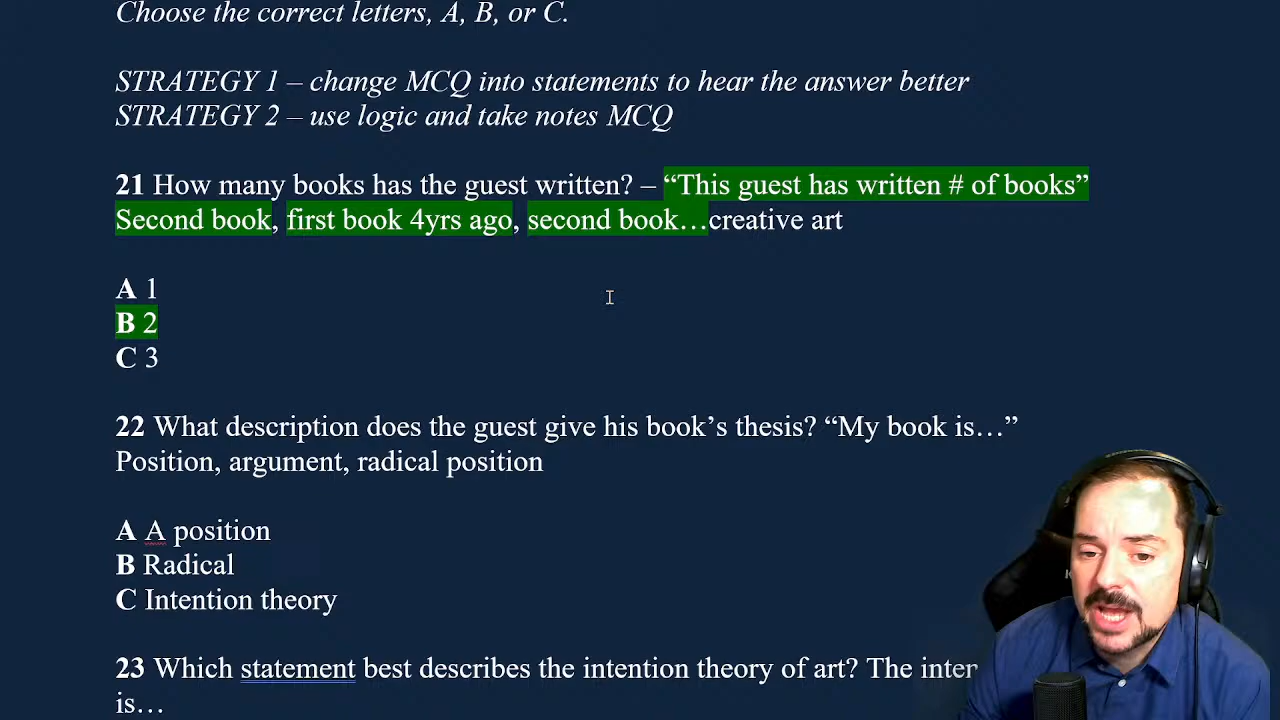 Choose the correct letters, A, B, or C.
STRATEGY 1 – change MCQ into statements to hear the answer better
STRATEGY 2 – use logic and take notes MCQ
21 How many books has the guest written? – “This guest has written # of books”
Second book, first book 4yrs ago, second book…creative art
A 1
B 2
C 3
22 What description does the guest give his book’s thesis? “My book is…”
Position, argument, radical position
A A position
B Radical
C Intention theory
23 Which statement best describes the intention theory of art? The
is…